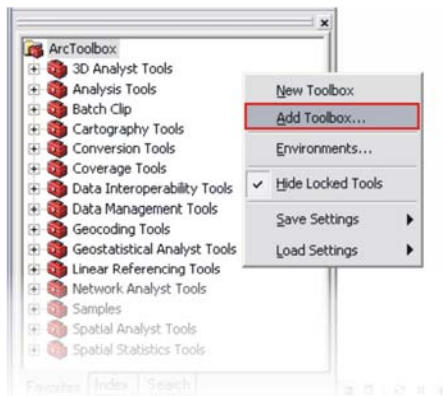 ArcToolbox
3D Analyst Tools
Analysis Tools
Batch Clip
Cartography Tools
Conversion Tools
Coverage Tools
Data Interoperability Tools
Data Management Tools
Geocoding Tools
Geostatistical Analyst Tools
Linear Referencing Tools
Network Analyst Tools
Samples
Spatial Analyst Tools
Spatial Statistics Tools
Favorites Index Search
New Toolbox
Add Toolbox...
Environments...
Hide Locked Tools
Save Settings
Load Settings